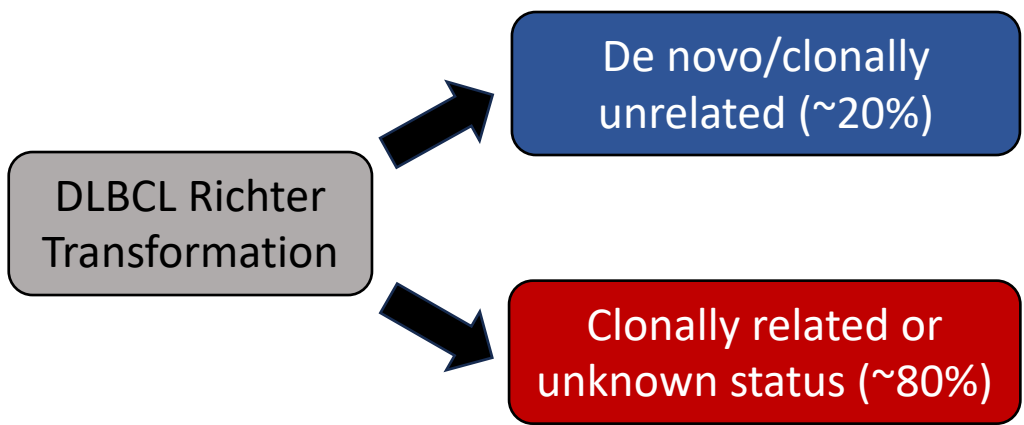 De novo/clonally
unrelated (~20%)
DLBCL Richter
Transformation
Clonally related or
unknown status (~80%)